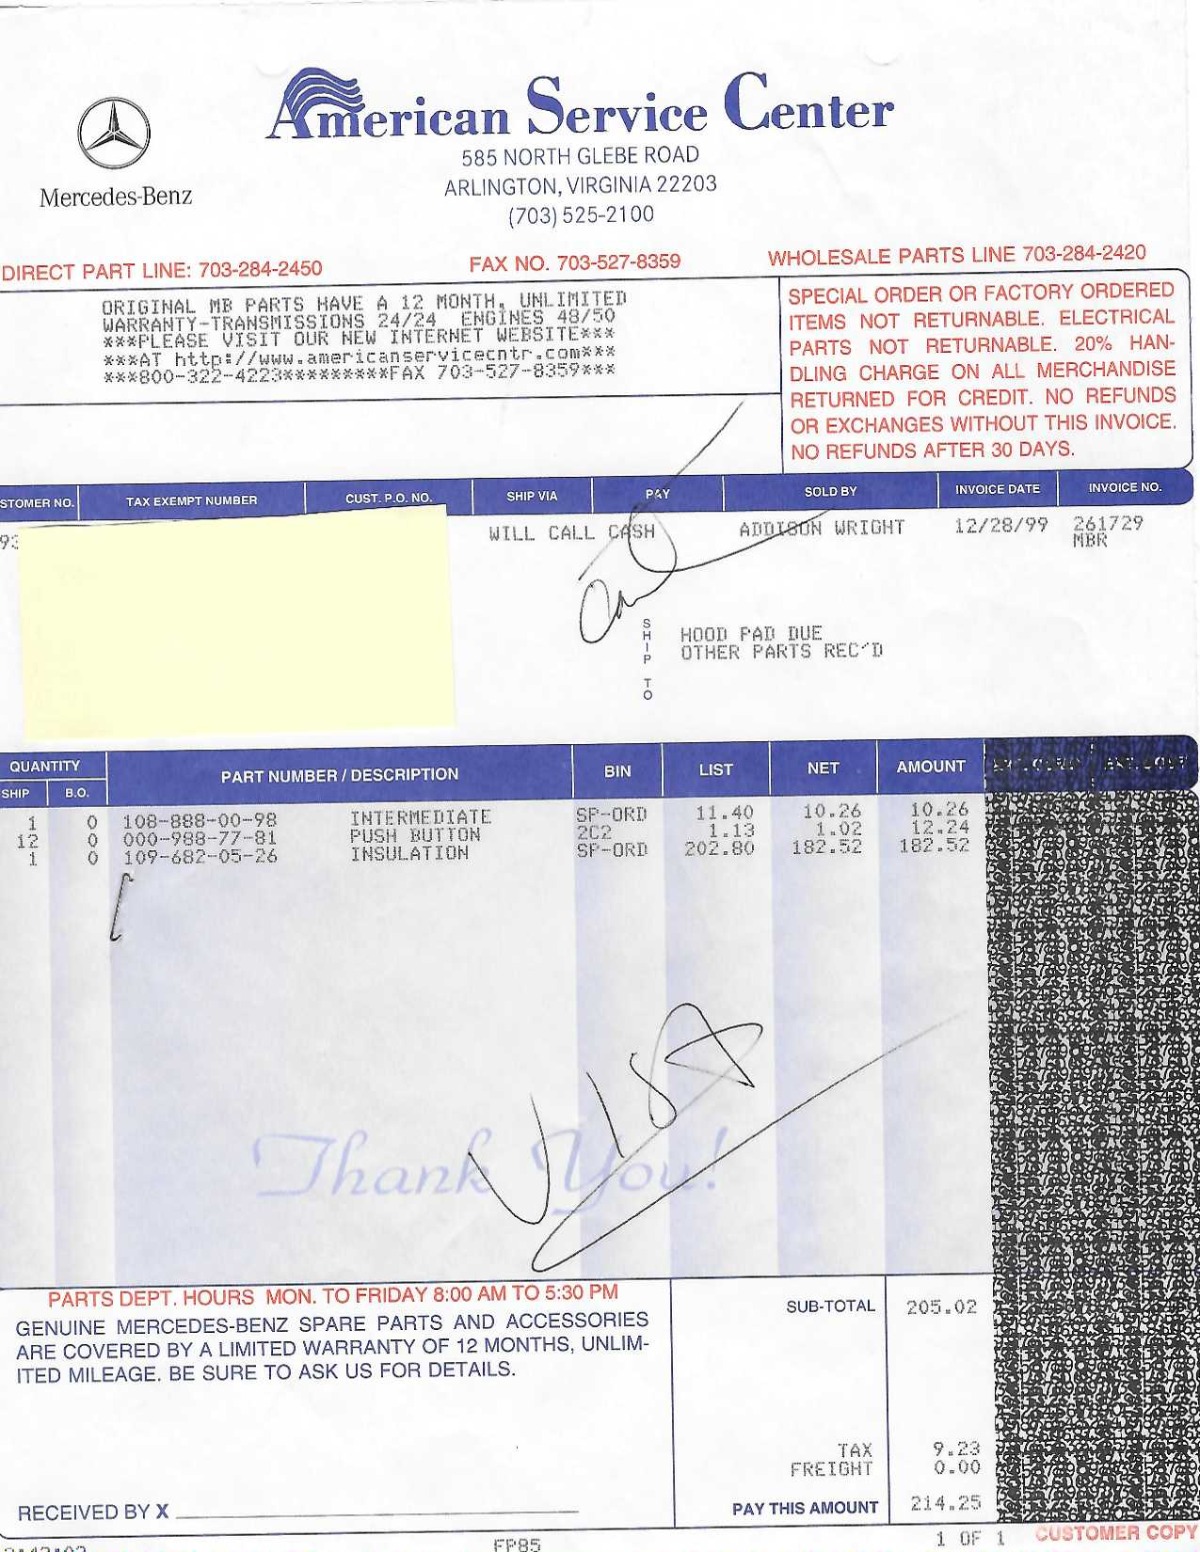 American Service Center
Mercedes-Benz
585 NORTH GLEBE ROAD
ARLINGTON, VIRGINIA 22203
(703) 525-2100
DIRECT PART LINE: 703-284-2450 FAX NO. 703-527-8359 WHOLESALE PARTS LINE 703-284-2420
ORIGINAL MB PARTS HAVE A 12 MONTH, UNLIMITED
WARRANTY-TRANSMISSIONS 24/24 ENGINES 48/50
***PLEASE VISIT OUR NEW INTERNET WEBSITE***
***AT http://www.americanservicecntr.com***
***800-322-4223*********FAX 703-527-8359***
SPECIAL ORDER OR FACTORY ORDERED
ITEMS NOT RETURNABLE. ELECTRICAL
PARTS NOT RETURNABLE. 20% HAN-
DLING CHARGE ON ALL MERCHANDISE
RETURNED FOR CREDIT. NO REFUNDS
OR EXCHANGES WITHOUT THIS INVOICE.
NO REFUNDS AFTER 30 DAYS.
STOMER NO. TAX EXEMPT NUMBER CUST. P.O. NO. SHIP VIA PAY SOLD BY INVOICE DATE INVOICE NO.
93 WILL CALL CASH ADDISON WRIGHT 12/28/99 261729
MBR
SHIP TO
HOOD PAD DUE
OTHER PARTS REC'D
QUANTITY PART NUMBER / DESCRIPTION BIN LIST NET AMOUNT
SHIP B.O.
1 0 108-888-00-98 INTERMEDIATE SP-ORD 11.40 10.26 10.26
12 0 000-988-77-81 PUSH BUTTON 2C2 1.13 1.02 12.24
1 0 109-682-05-26 INSULATION SP-ORD 202.80 182.52 182.52
VISA
Thank You!
PARTS DEPT. HOURS MON. TO FRIDAY 8:00 AM TO 5:30 PM
GENUINE MERCEDES-BENZ SPARE PARTS AND ACCESSORIES
ARE COVERED BY A LIMITED WARRANTY OF 12 MONTHS, UNLIM-
ITED MILEAGE. BE SURE TO ASK US FOR DETAILS.
SUB-TOTAL 205.02
TAX 9.23
FREIGHT 0.00
RECEIVED BY X
PAY THIS AMOUNT 214.25
FP85
1 OF 1 CUSTOMER COPY